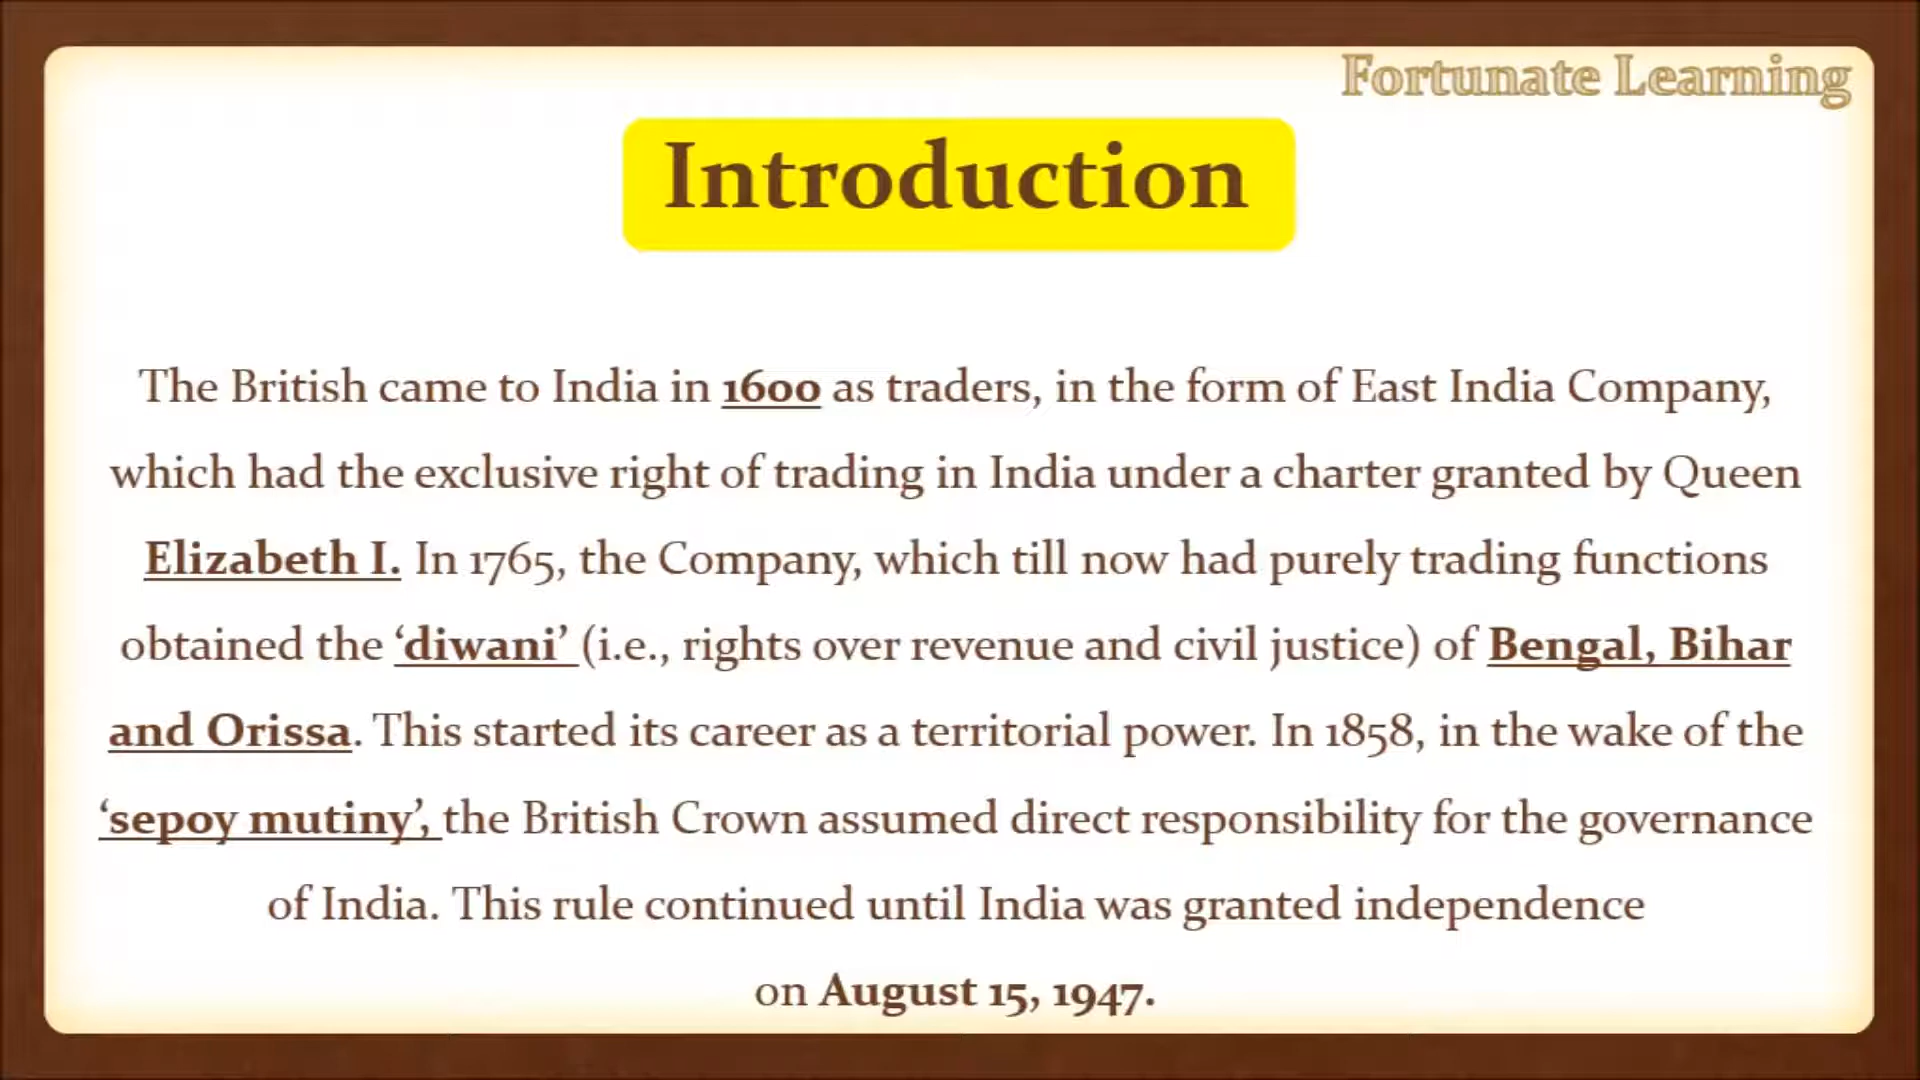 Fortunate Learning
Introduction
The British came to India in 1600 as traders, in the form of East India Company,
which had the exclusive right of trading in India under a charter granted by Queen
Elizabeth I. In 1765, the Company, which till now had purely trading functions
obtained the ‘diwani’ (i.e., rights over revenue and civil justice) of Bengal, Bihar
and Orissa. This started its career as a territorial power. In 1858, in the wake of the
‘sepoy mutiny’, the British Crown assumed direct responsibility for the governance
of India. This rule continued until India was granted independence
on August 15, 1947.